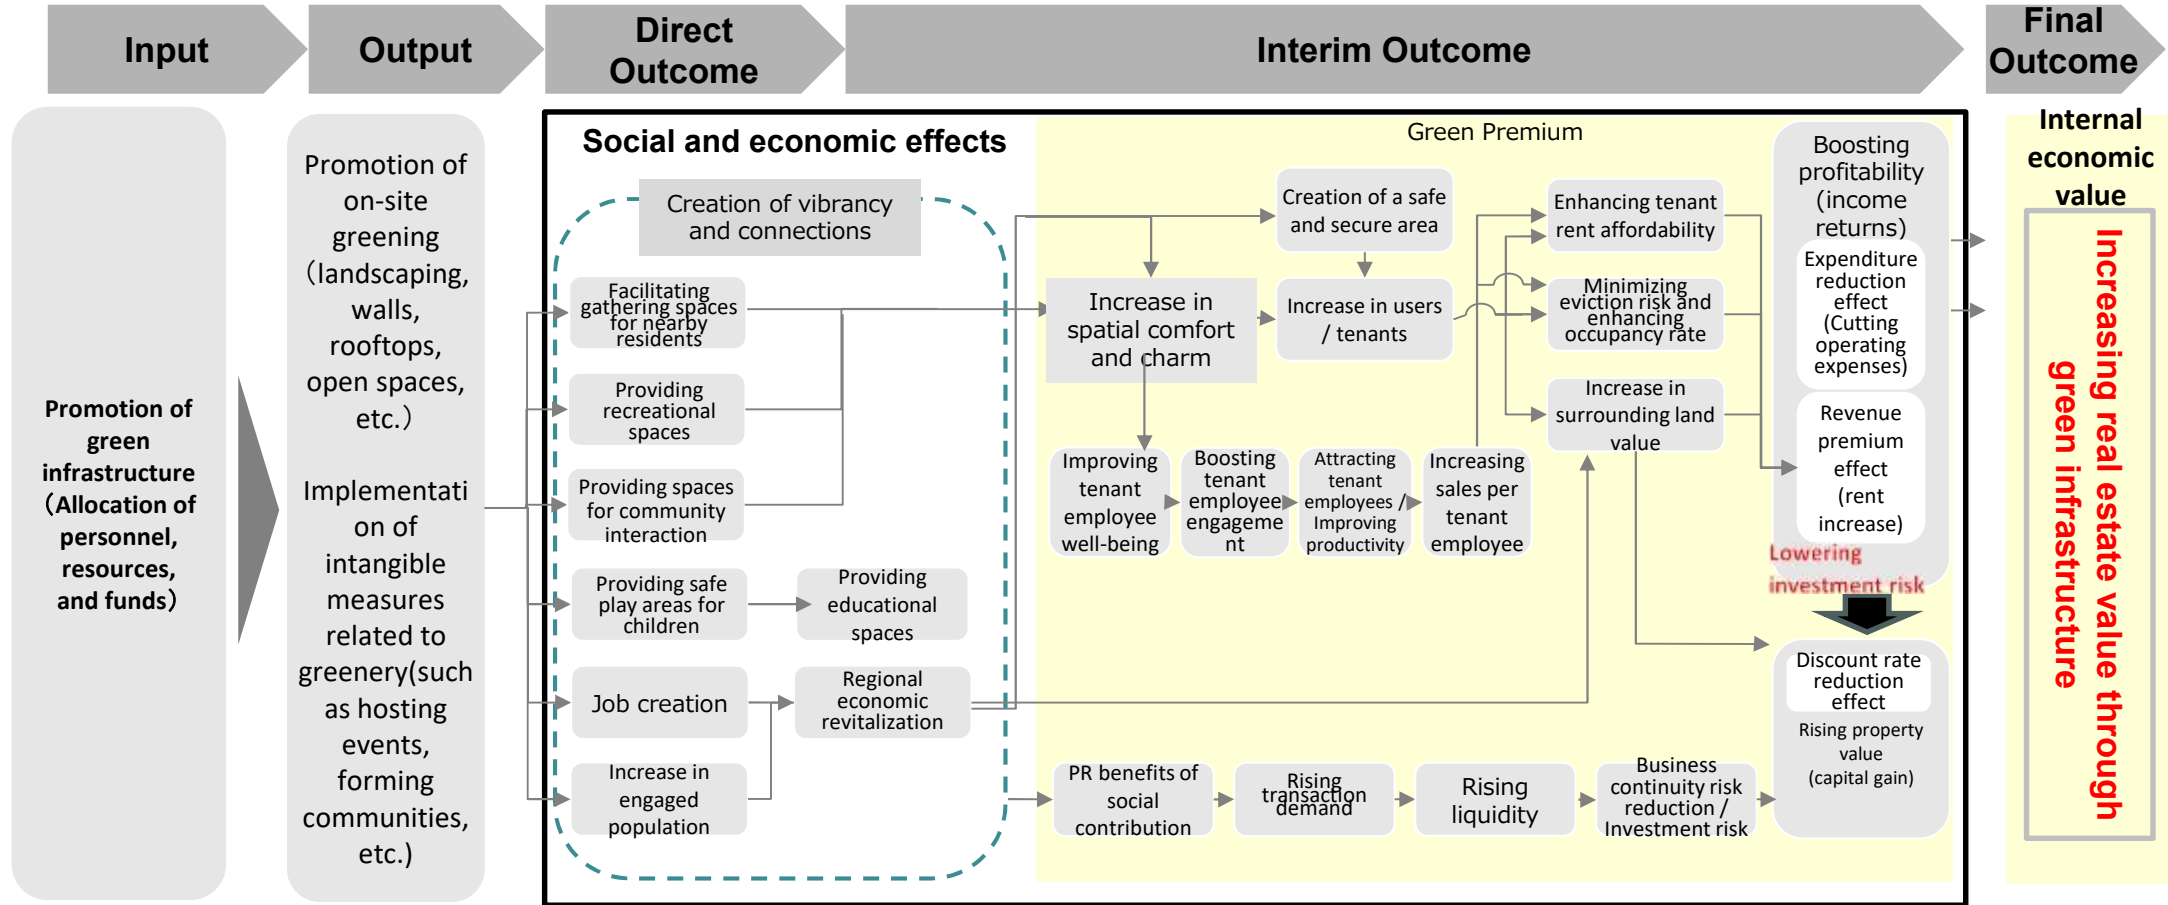 Input
Output
Direct
Outcome
Interim Outcome
Final
Outcome
Promotion of
green
infrastructure
（Allocation of
personnel,
resources,
and funds）
Promotion of
on-site
greening
（landscaping,
walls,
rooftops,
open spaces,
etc.）
Implementati
on of
intangible
measures
related to
greenery(such
as hosting
events,
forming
communities,
etc.)
Social and economic effects
Creation of vibrancy
and connections
Facilitating
gathering spaces
for nearby
residents
Providing
recreational
spaces
Providing spaces
for community
interaction
Providing safe
play areas for
children
Providing
educational
spaces
Job creation
Regional
economic
revitalization
Increase in
engaged
population
Green Premium
Creation of a safe
and secure area
Increase in
spatial comfort
and charm
Increase in users
/ tenants
Enhancing tenant
rent affordability
Minimizing
eviction risk and
enhancing
occupancy rate
Increase in
surrounding land
value
Improving
tenant
employee
well-being
Boosting
tenant
employee
engageme
nt
Attracting
tenant
employees /
Improving
productivity
Increasing
sales per
tenant
employee
PR benefits of
social
contribution
Rising
transaction
demand
Rising
liquidity
Business
continuity risk
reduction /
Investment risk
Boosting
profitability
(income
returns)
Expenditure
reduction
effect
(Cutting
operating
expenses)
Revenue
premium
effect
(rent
increase)
Lowering
investment risk
Discount rate
reduction
effect
Rising property
value
(capital gain)
Internal
economic
value
Increasing real estate value through
green infrastructure